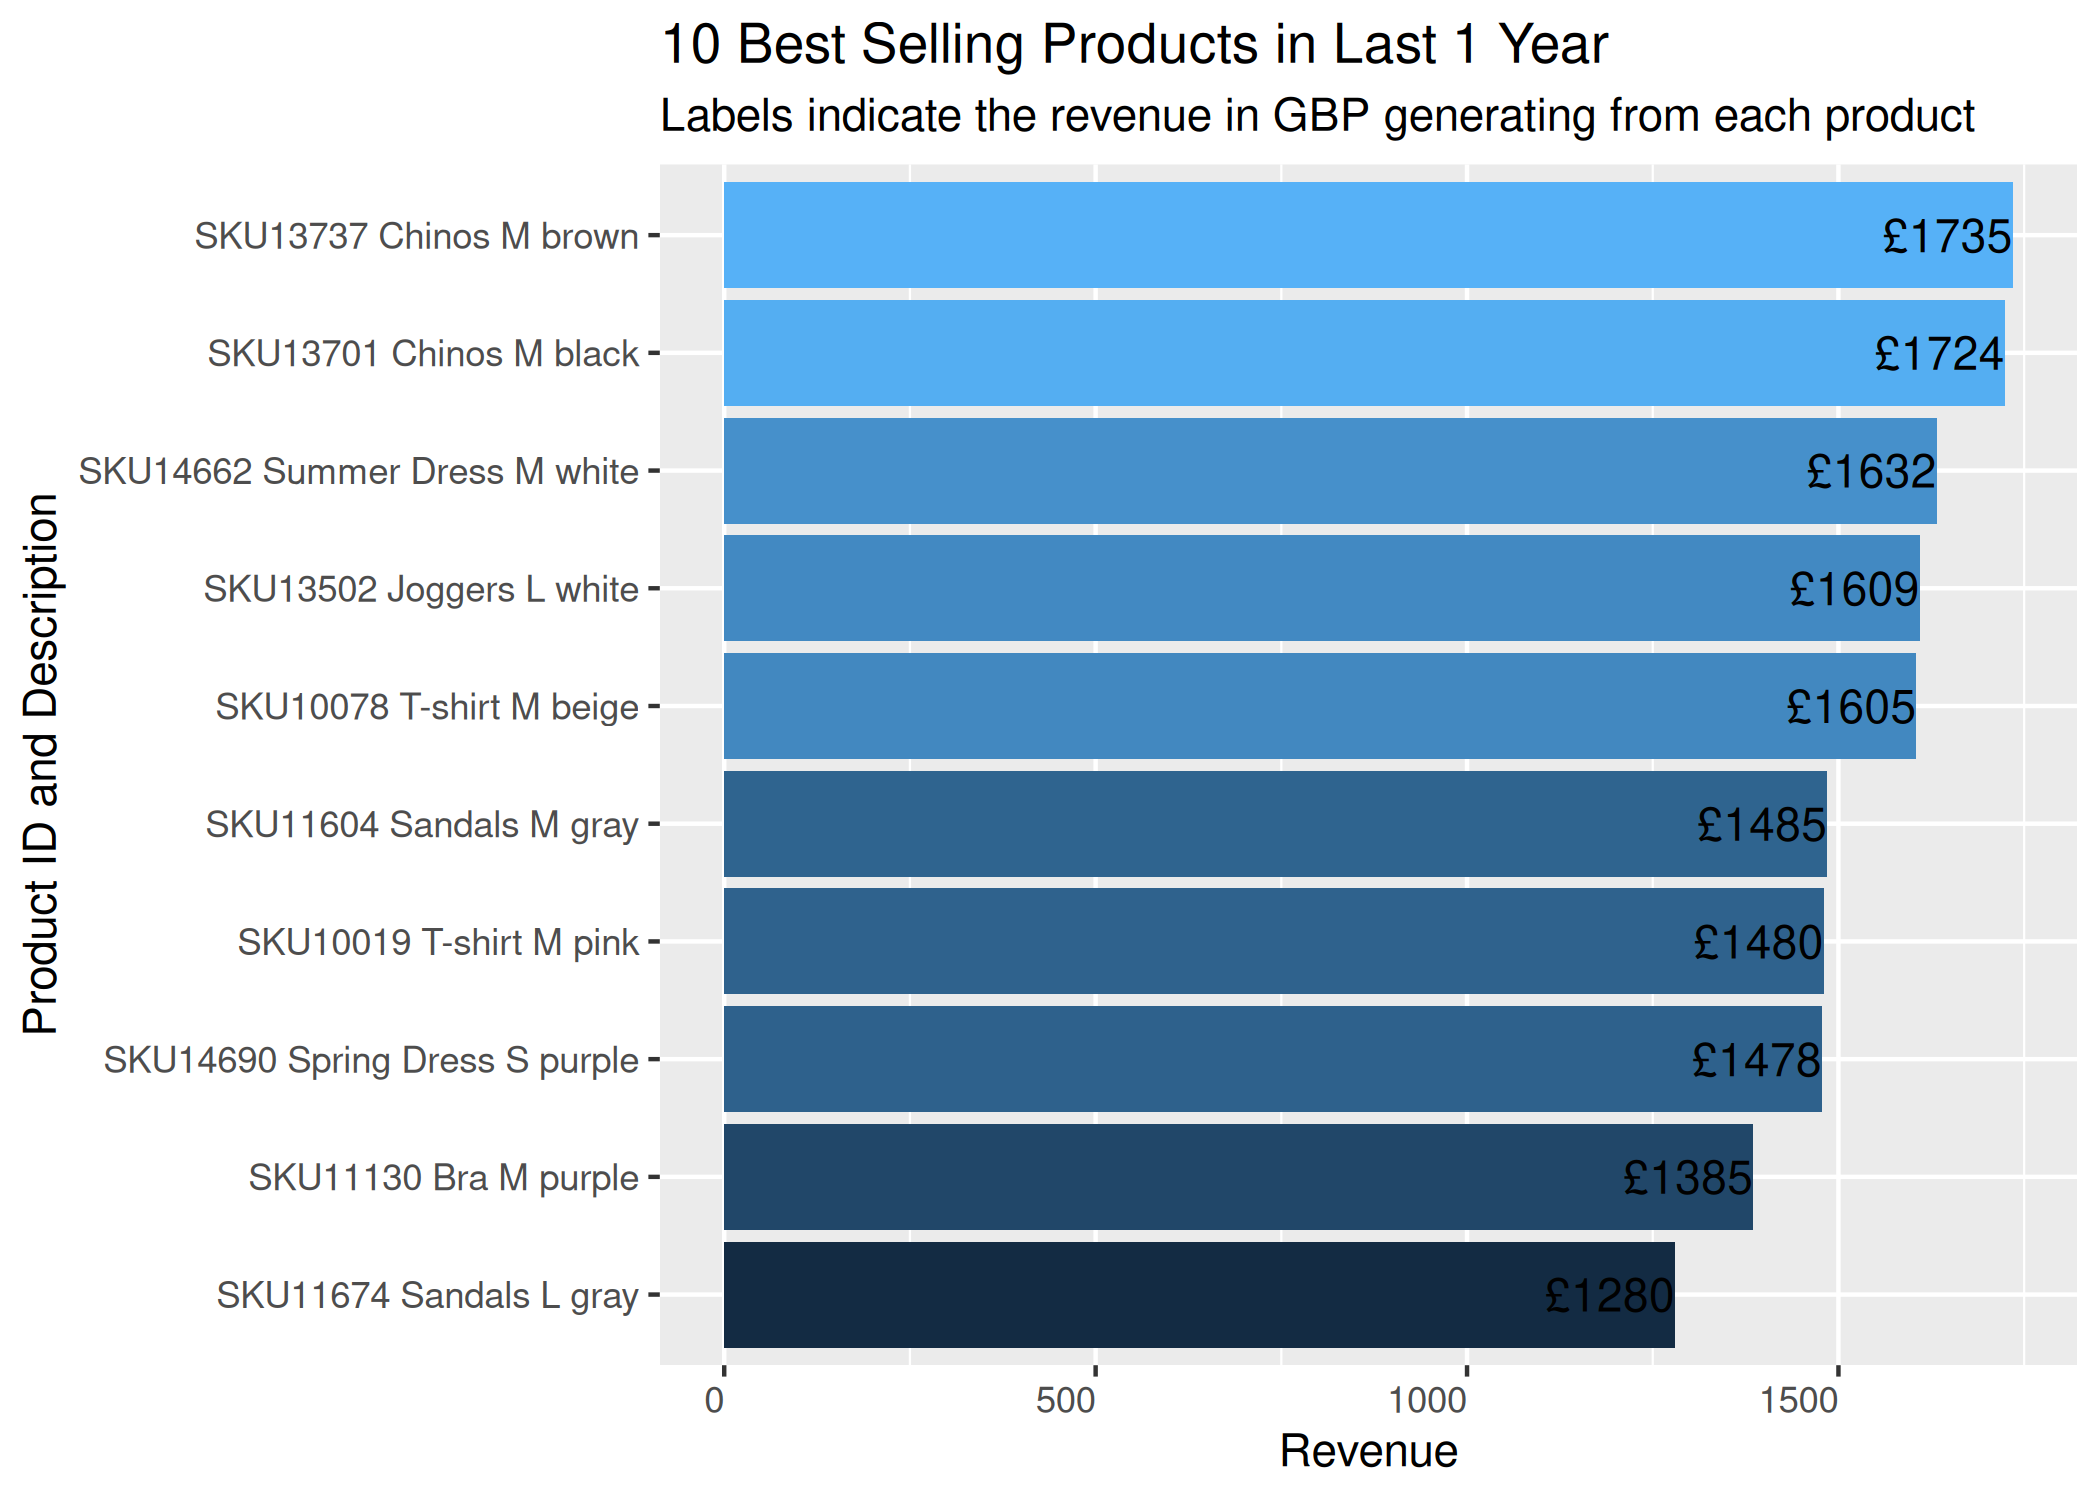 10 Best Selling Products in Last 1 Year
Labels indicate the revenue in GBP generating from each product
Product ID and Description
SKU13737 Chinos M brown £1735
SKU13701 Chinos M black £1724
SKU14662 Summer Dress M white £1632
SKU13502 Joggers L white £1609
SKU10078 T-shirt M beige £1605
SKU11604 Sandals M gray £1485
SKU10019 T-shirt M pink £1480
SKU14690 Spring Dress S purple £1478
SKU11130 Bra M purple £1385
SKU11674 Sandals L gray £1280
0 500 1000 1500
Revenue